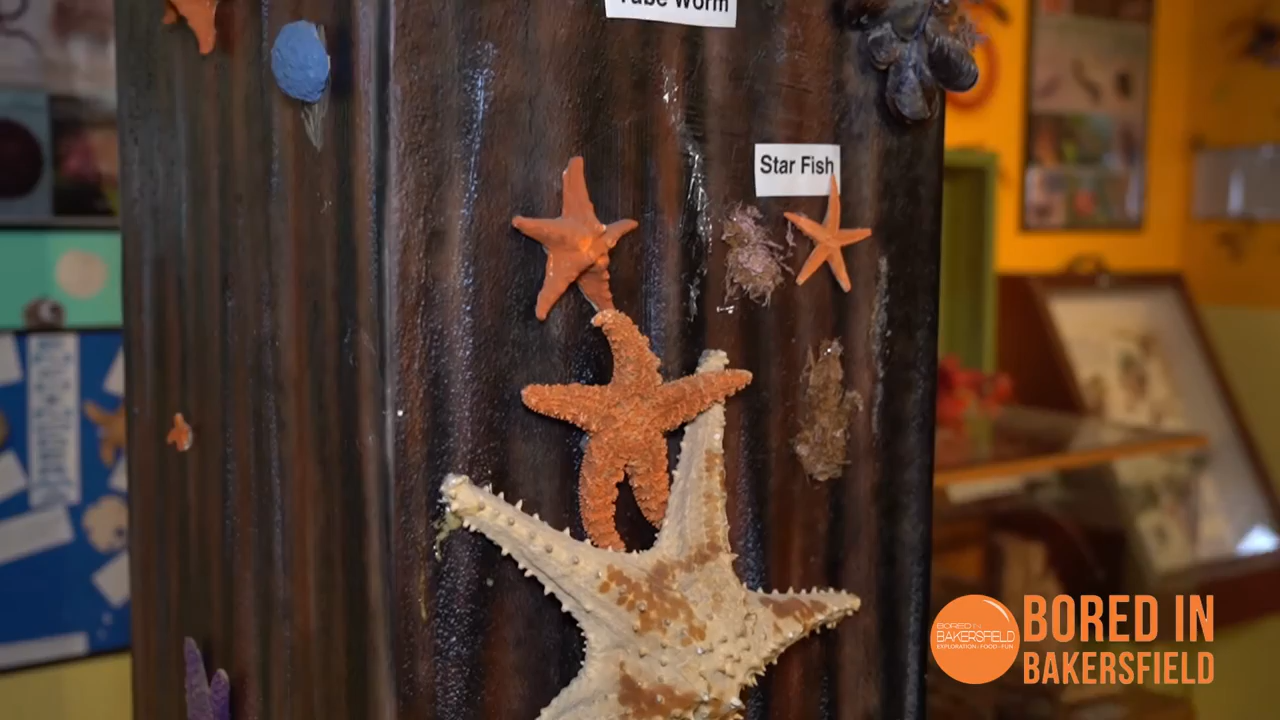 Tube Worm
Star Fish
BORED IN
BAKERSFIELD
EXPLORATION • FOOD • FUN
BORED IN
BAKERSFIELD